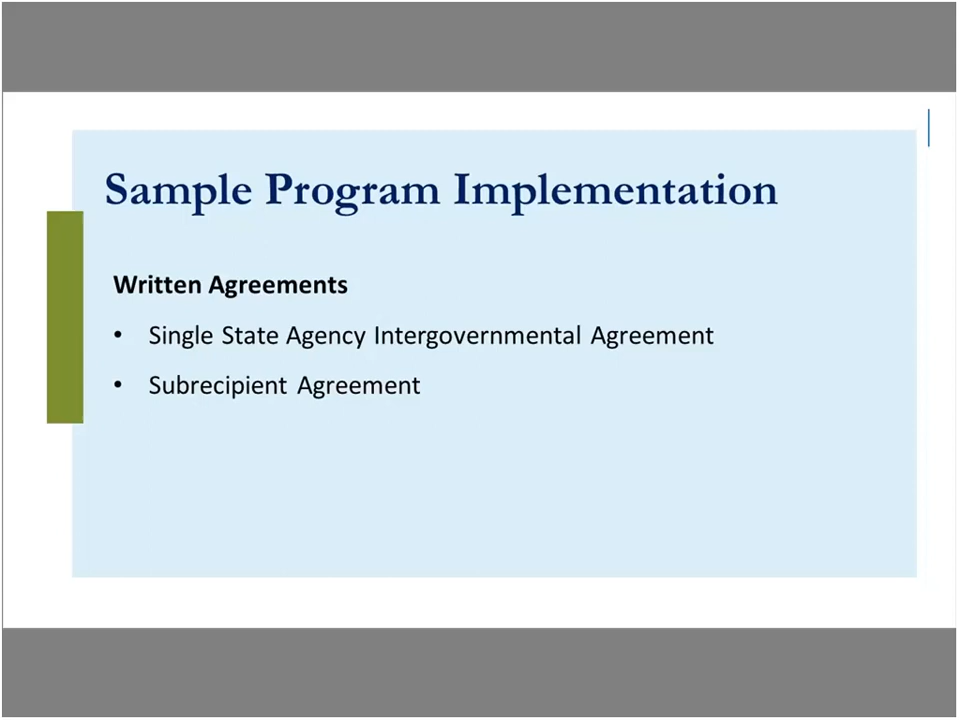 Sample Program Implementation
Written Agreements
• Single State Agency Intergovernmental Agreement
• Subrecipient Agreement